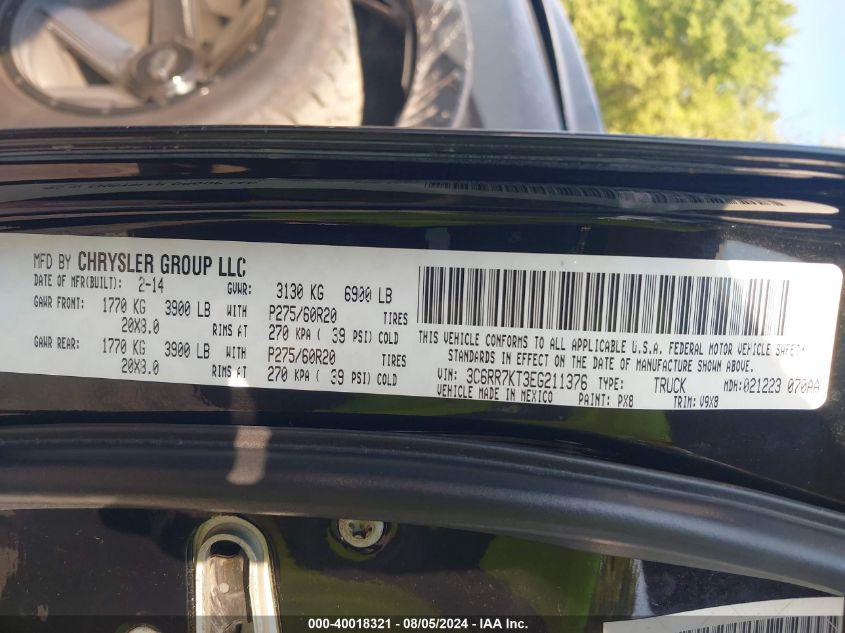 MFD BY CHRYSLER GROUP LLC
DATE OF MFR(BUILT): 2-14 GVWR: 3130 KG 6900 LB
GAWR FRONT: 1770 KG 3900 LB WITH P275/60R20 TIRES
20X3.0 RIMS AT 270 KPA ( 39 PSI) COLD
GAWR REAR: 1770 KG 3900 LB WITH P275/60R20 TIRES
20X3.0 RIMS AT 270 KPA ( 39 PSI) COLD
THIS VEHICLE CONFORMS TO ALL APPLICABLE U.S.A. FEDERAL MOTOR VEHICLE SAFETY
STANDARDS IN EFFECT ON THE DATE OF MANUFACTURE SHOWN ABOVE.
VIN: 3C6RR7KT3EG211376 TYPE: TRUCK MDH: 021223 070AA
VEHICLE MADE IN MEXICO PAINT: PX8 TRIM: V9X8
000-40018321 - 08/05/2024 - IAA Inc.